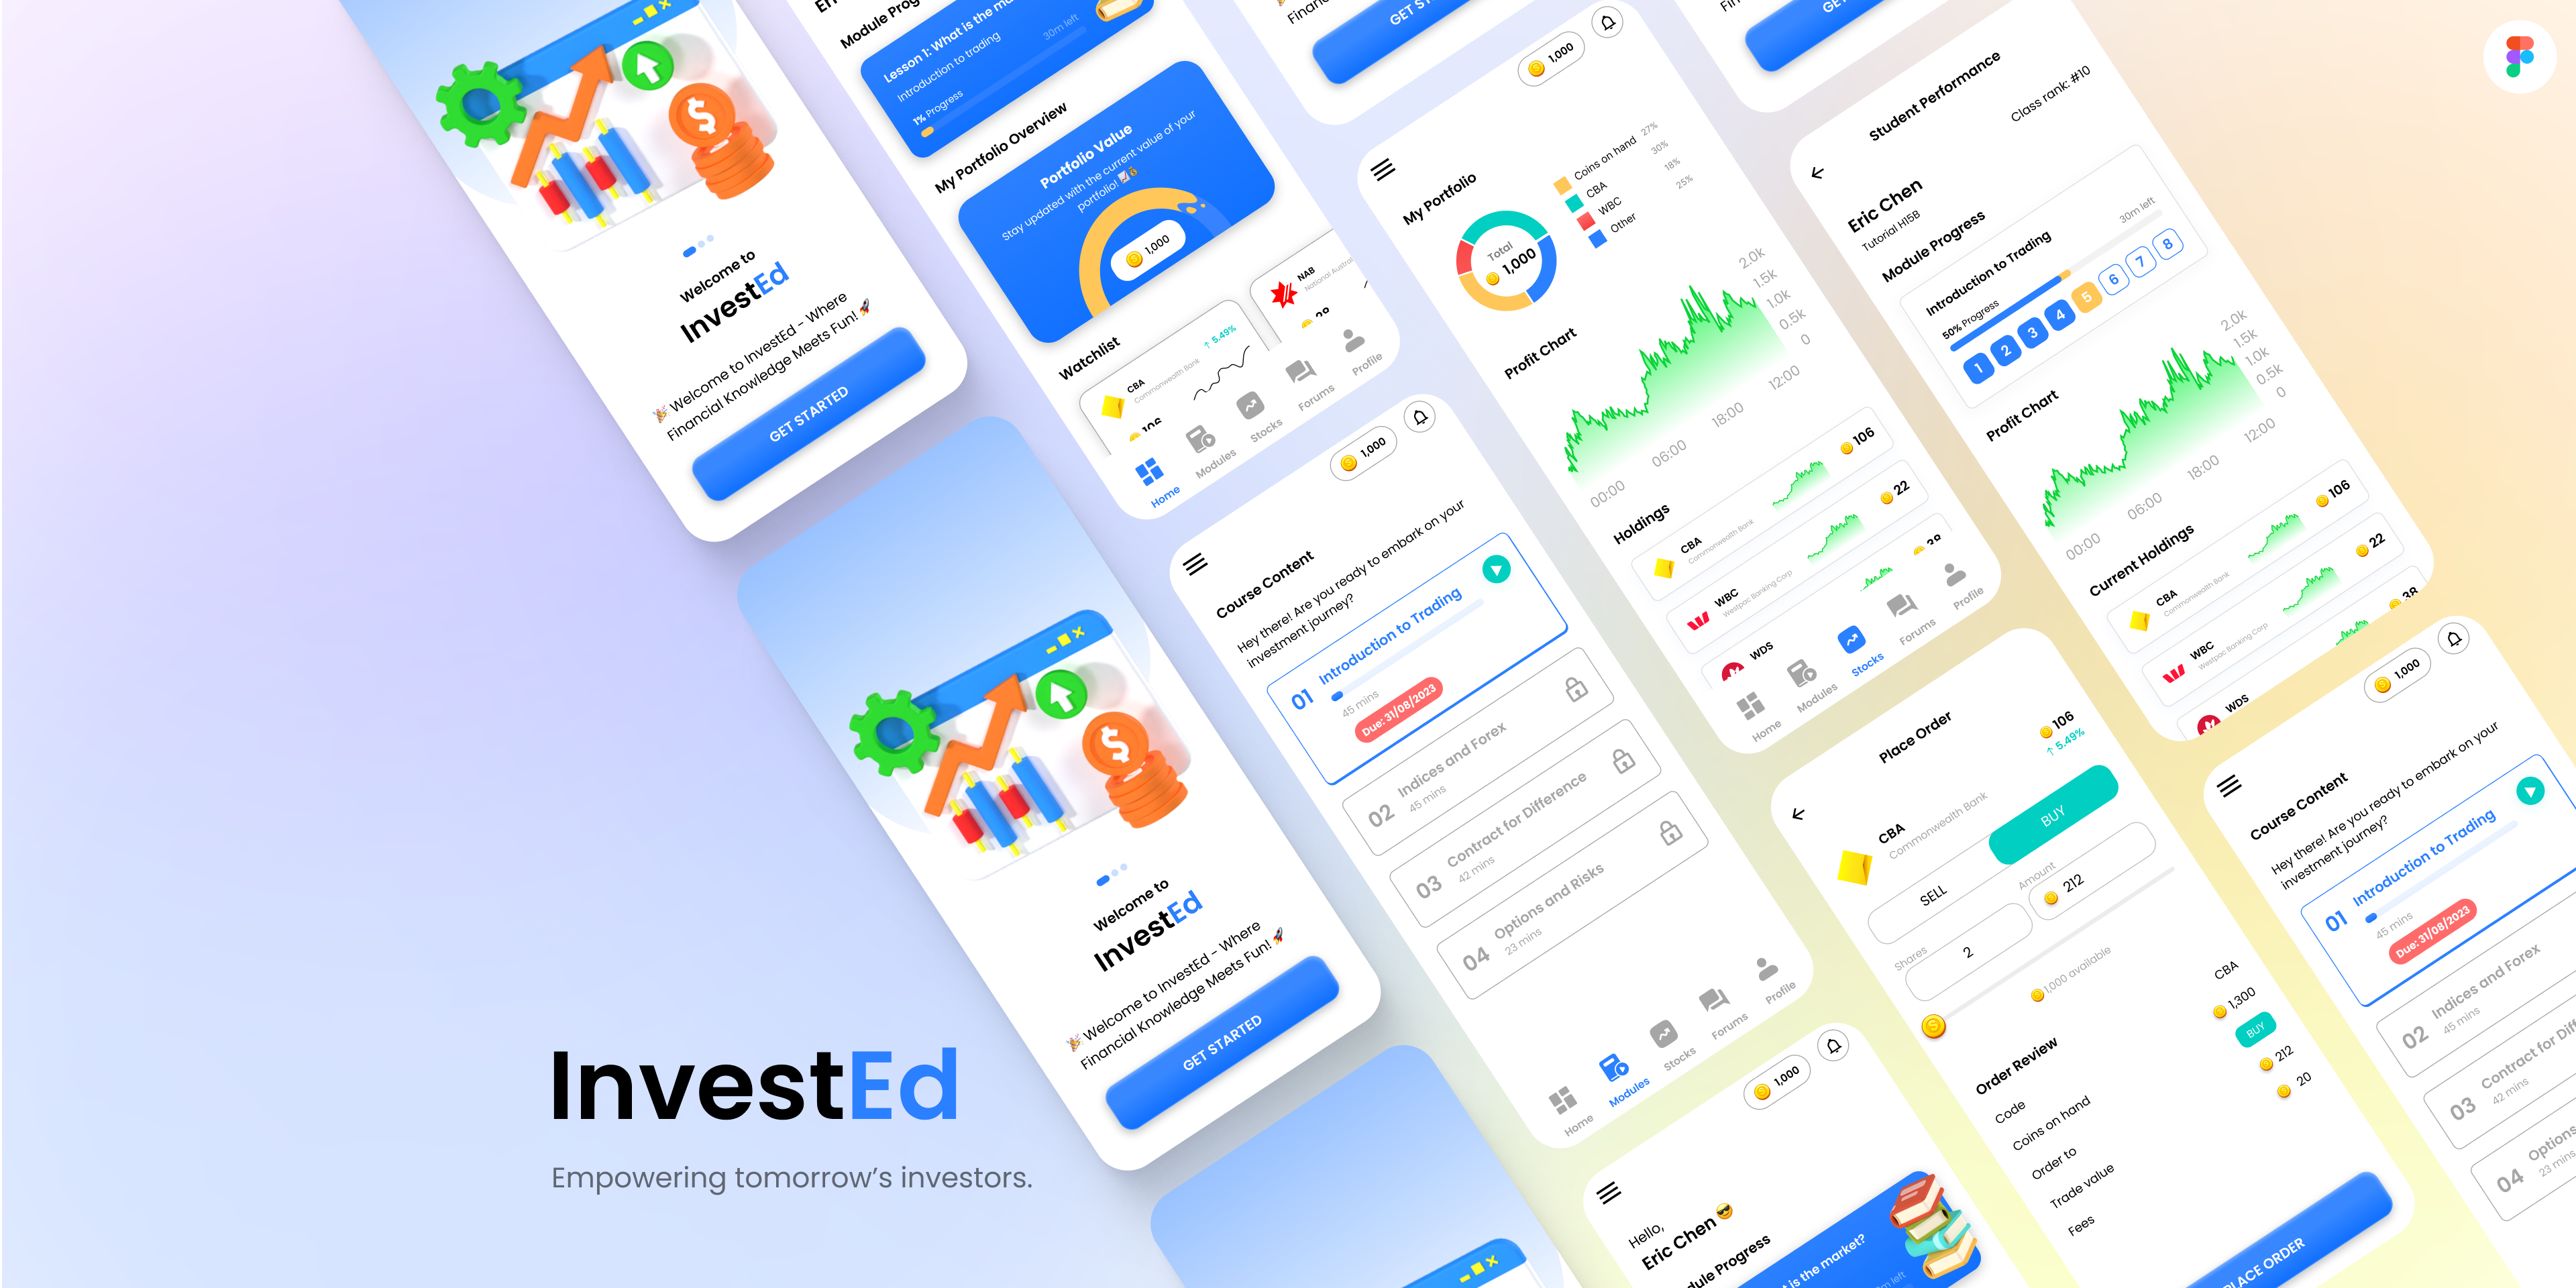 InvestEd
Empowering tomorrow's investors.
Welcome to
InvestEd
🎉 Welcome to InvestEd - Where
Financial Knowledge Meets Fun! 🚀
GET STARTED
Welcome to
InvestEd
🎉 Welcome to InvestEd - Where
Financial Knowledge Meets Fun! 🚀
GET STARTED
Lesson 1: What is the
Introduction to trading
30m left
1% Progress
My Portfolio Overview
Portfolio Value
Stay updated with the current value of your
portfolio!
1,000
Watchlist
CBA
Commonwealth Bank
↑ 5.49%
106
NAB
28
Home
Modules
Stocks
Forums
Profile
1,000
Course Content
Hey there! Are you ready to embark on your
investment journey?
01
Introduction to Trading
45 mins
Due: 31/08/2023
02
Indices and Forex
45 mins
03
Contract for Difference
42 mins
04
Options and Risks
23 mins
Home
Modules
Stocks
Forums
Profile
1,000
Hello,
Eric Chen 😎
is the market?
1,000
My Portfolio
Total
1,000
Coins on hand 27%
CBA 30%
WBC 18%
Other 25%
Profit Chart
2.0k
1.5k
1.0k
0.5k
0
00:00
06:00
18:00
12:00
Holdings
CBA
Commonwealth Bank
106
WBC
Westpac Banking Corp
22
WDS
Home
Modules
Stocks
Forums
Profile
Place Order
CBA
Commonwealth Bank
106
↑ 5.49%
SELL
BUY
Shares
2
Amount
212
1,000 available
Order Review
Code
CBA
Coins on hand
1,300
Order to
BUY
Trade value
212
Fees
20
PLACE ORDER
Student Performance
Class rank: #10
Eric Chen
Tutorial H15B
Module Progress
Introduction to Trading
30m left
50% Progress
1 2 3 4 5 6 7 8
Profit Chart
2.0k
1.5k
1.0k
0.5k
0
00:00
06:00
18:00
12:00
Current Holdings
CBA
Commonwealth Bank
106
WBC
Westpac Banking Corp
22
WDS
38
1,000
Course Content
Hey there! Are you ready to embark on your
investment journey?
01
Introduction to Trading
45 mins
Due: 31/08/2023
02
Indices and Forex
45 mins
03
Contract for
42 mins
04
23 mins